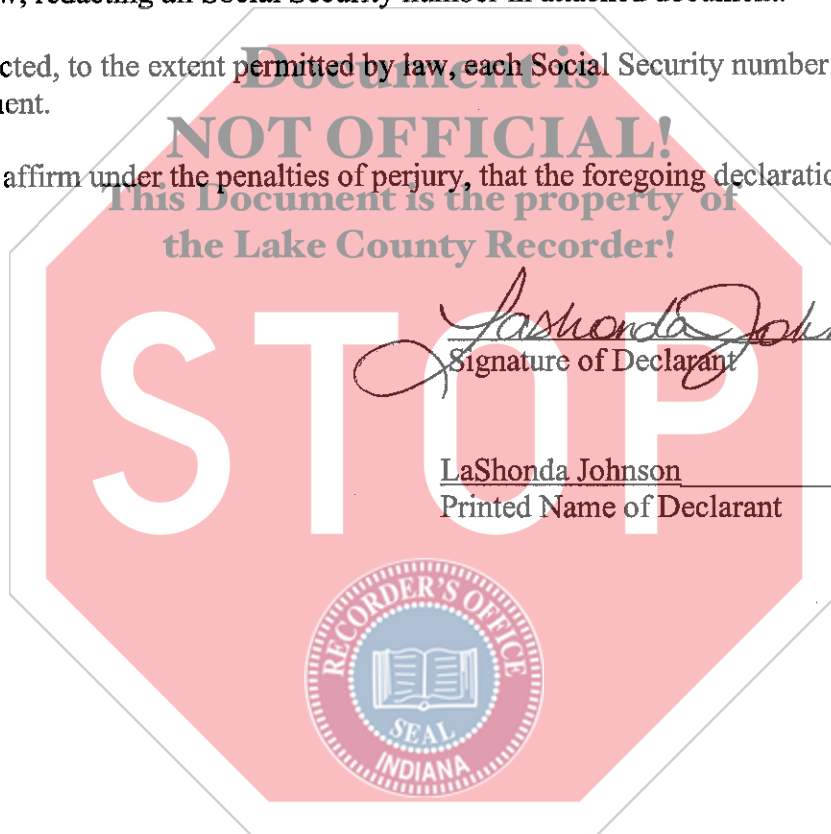 redacting all Social Security number in attached document.
cted, to the extent permitted by law, each Social Security number
ent.
affirm under the penalties of perjury, that the foregoing declaratio
Document is
NOT OFFICIAL!
This Document is the property of
the Lake County Recorder!
STOP
Lashonda Joh
Signature of Declarant
LaShonda Johnson
Printed Name of Declarant
RECORDER'S OFFICE
SEAL
INDIANA